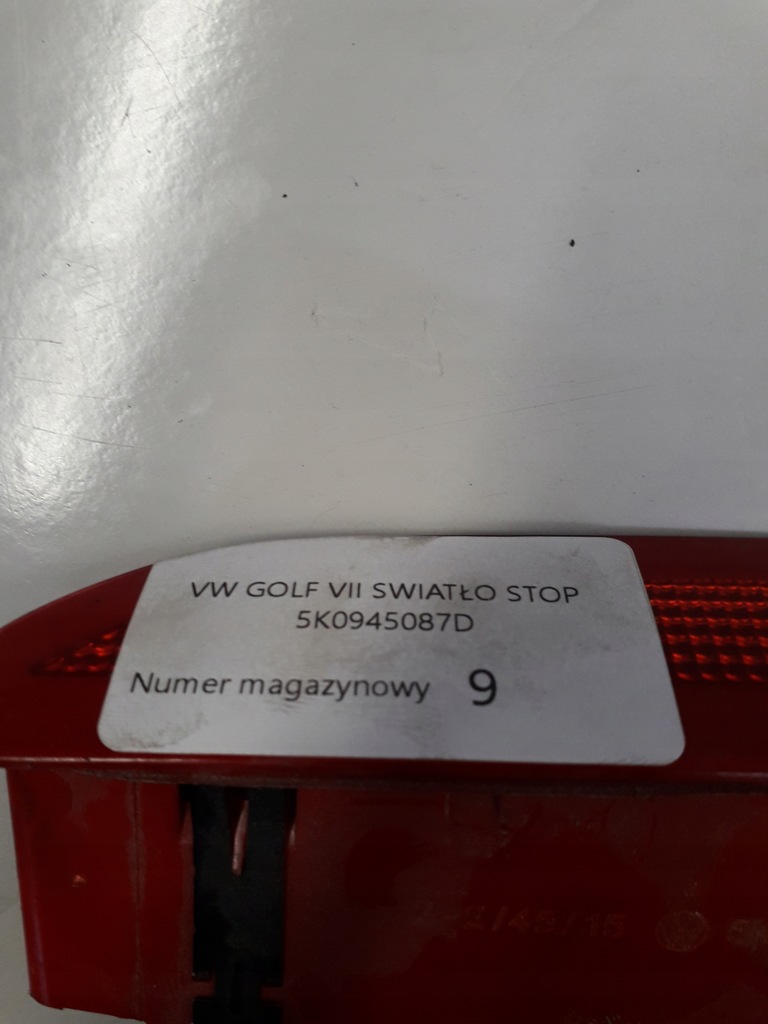 VW GOLF VII SWIATŁO STOP
5K0945087D
Numer magazynowy 9